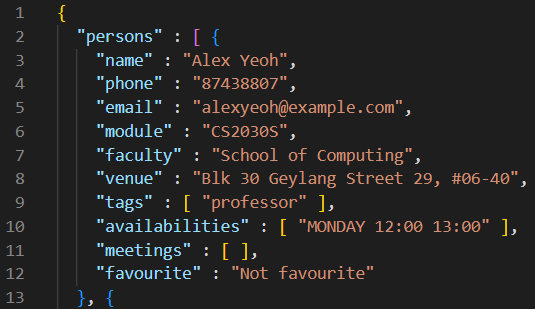 1 {
2 "persons" : [ {
3 "name" : "Alex Yeoh",
4 "phone" : "87438807",
5 "email" : "alexyeoh@example.com",
6 "module" : "CS2030S",
7 "faculty" : "School of Computing",
8 "venue" : "Blk 30 Geylang Street 29, #06-40",
9 "tags" : [ "professor" ],
10 "availabilities" : [ "MONDAY 12:00 13:00" ],
11 "meetings" : [ ],
12 "favourite" : "Not favourite"
13 }, {